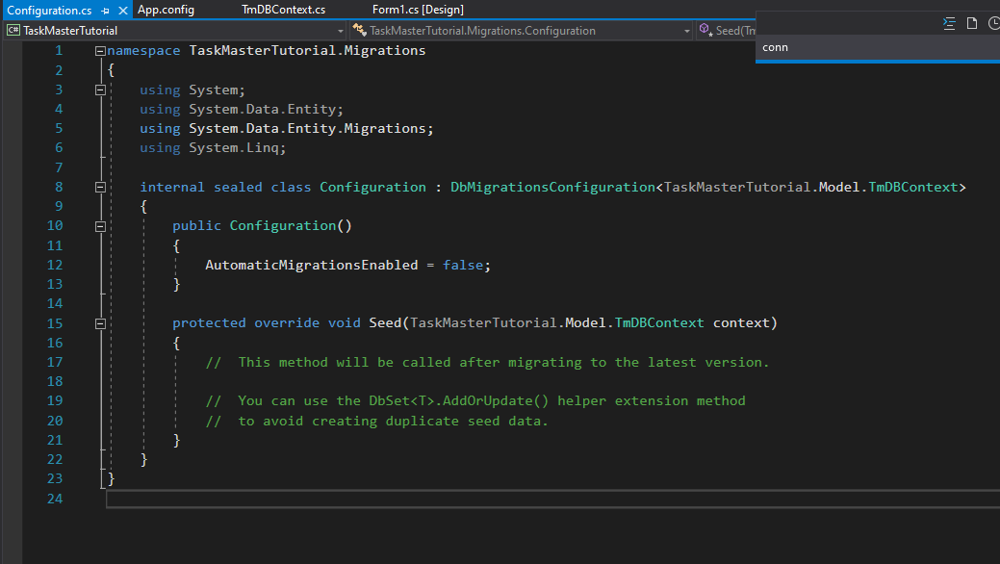 Configuration.cs App.config TmDBContext.cs Form1.cs [Design]
C# TaskMasterTutorial TaskMasterTutorial.Migrations.Configuration Seed(Tm
conn
1 namespace TaskMasterTutorial.Migrations
2 {
3 using System;
4 using System.Data.Entity;
5 using System.Data.Entity.Migrations;
6 using System.Linq;
7
8 internal sealed class Configuration : DbMigrationsConfiguration<TaskMasterTutorial.Model.TmDBContext>
9 {
10 public Configuration()
11 {
12 AutomaticMigrationsEnabled = false;
13 }
14
15 protected override void Seed(TaskMasterTutorial.Model.TmDBContext context)
16 {
17 //  This method will be called after migrating to the latest version.
18
19 //  You can use the DbSet<T>.AddOrUpdate() helper extension method
20 //  to avoid creating duplicate seed data.
21 }
22 }
23 }
24